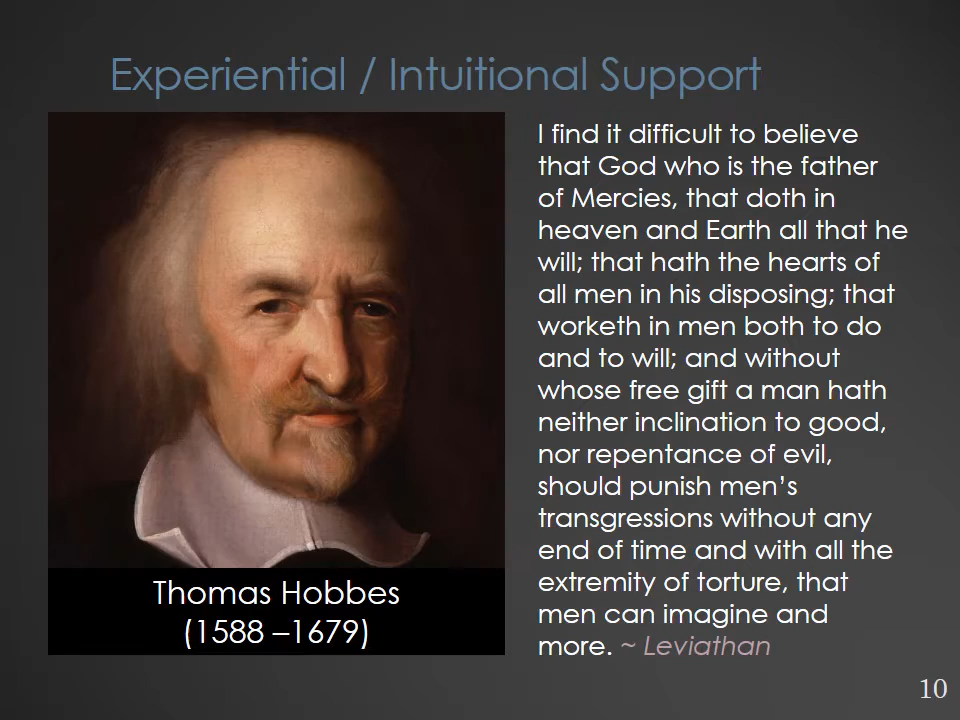 Experiential / Intuitional Support
I find it difficult to believe
that God who is the father
of Mercies, that doth in
heaven and Earth all that he
will; that hath the hearts of
all men in his disposing; that
worketh in men both to do
and to will; and without
whose free gift a man hath
neither inclination to good,
nor repentance of evil,
should punish men’s
transgressions without any
end of time and with all the
extremity of torture, that
men can imagine and
more. ~ Leviathan
Thomas Hobbes
(1588 –1679)
10